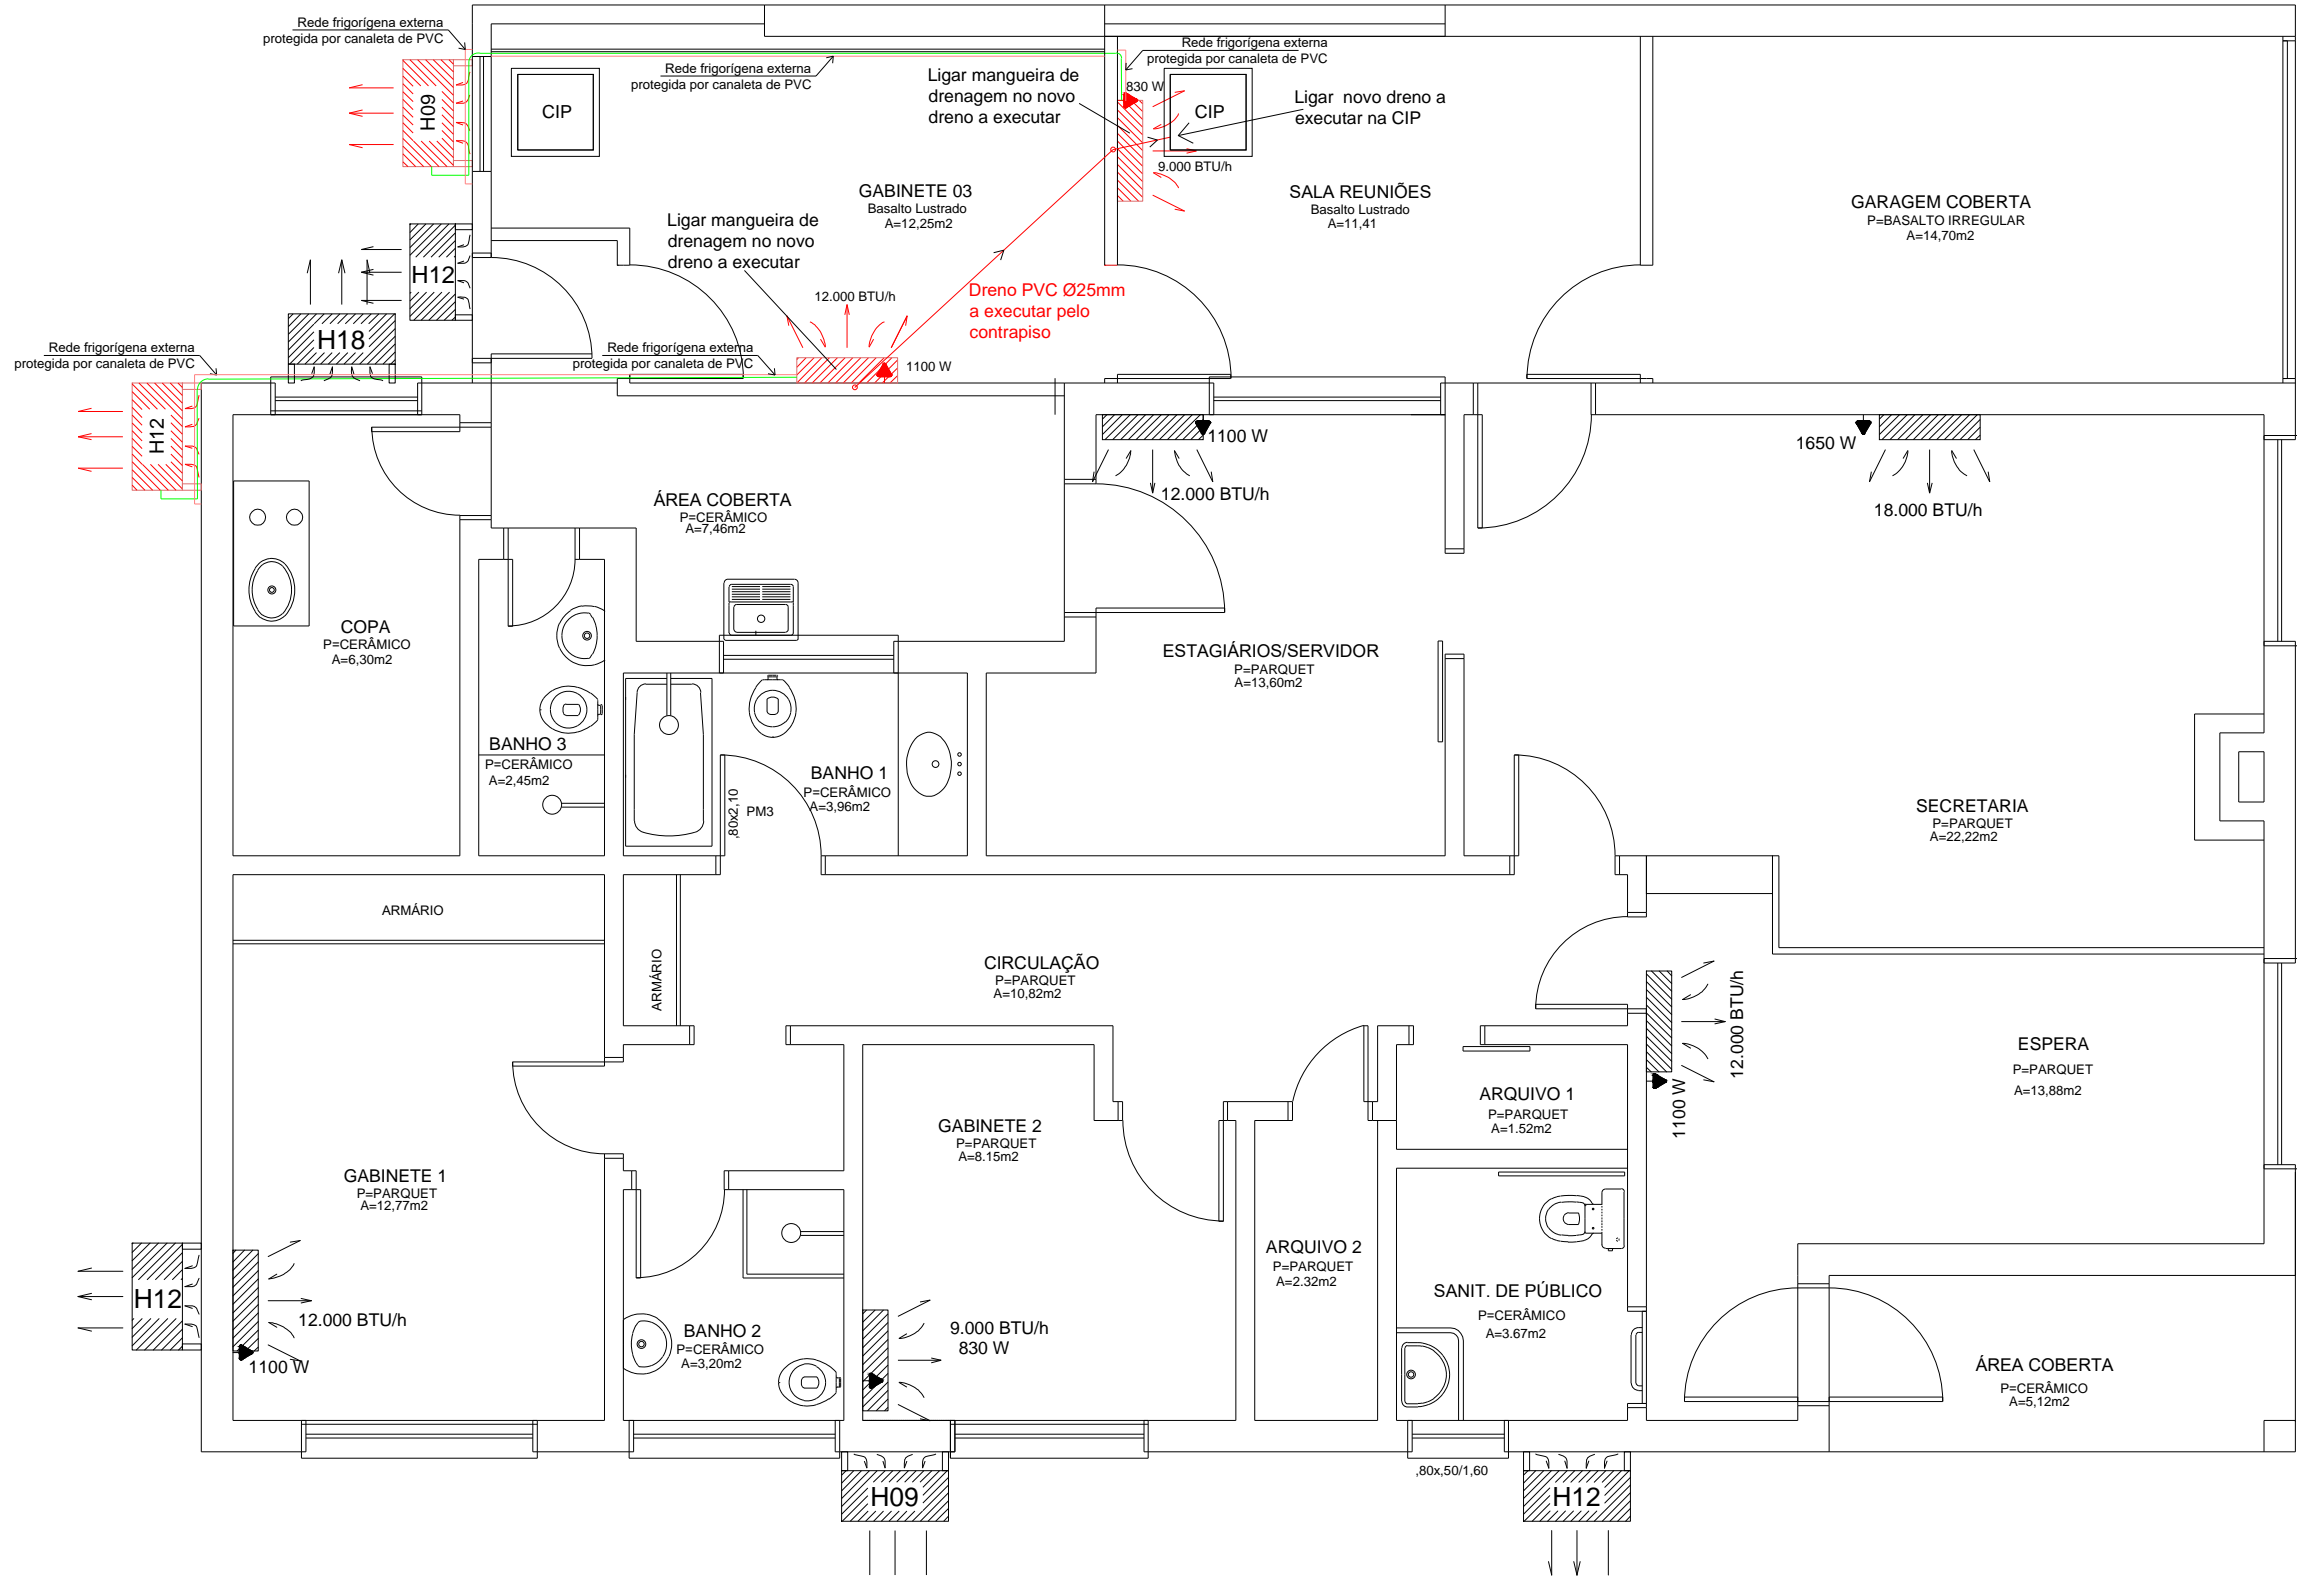 Rede frigorígena externa
protegida por canaleta de PVC
Rede frigorígena externa
protegida por canaleta de PVC
Rede frigorígena externa
protegida por canaleta de PVC
Ligar mangueira de
drenagem no novo
dreno a executar
830 W
Ligar novo dreno a
executar na CIP
CIP
CIP
H09
9.000 BTU/h
GABINETE 03
Basalto Lustrado
A=12,25m2
SALA REUNIÕES
Basalto Lustrado
A=11,41
GARAGEM COBERTA
P=BASALTO IRREGULAR
A=14,70m2
Ligar mangueira de
drenagem no novo
dreno a executar
H12
12.000 BTU/h
Dreno PVC Ø25mm
a executar pelo
contrapiso
H18
Rede frigorígena externa
protegida por canaleta de PVC
Rede frigorígena externa
protegida por canaleta de PVC
1100 W
H12
1100 W
12.000 BTU/h
1650 W
18.000 BTU/h
ÁREA COBERTA
P=CERÂMICO
A=7,46m2
COPA
P=CERÂMICO
A=6,30m2
ESTAGIÁRIOS/SERVIDOR
P=PARQUET
A=13,60m2
BANHO 3
P=CERÂMICO
A=2,45m2
BANHO 1
P=CERÂMICO
A=3,96m2
,80x2,10
PM3
SECRETARIA
P=PARQUET
A=22,22m2
ARMÁRIO
ARMÁRIO
CIRCULAÇÃO
P=PARQUET
A=10,82m2
12.000 BTU/h
1100 W
ESPERA
P=PARQUET
A=13,88m2
ARQUIVO 1
P=PARQUET
A=1.52m2
GABINETE 2
P=PARQUET
A=8.15m2
GABINETE 1
P=PARQUET
A=12,77m2
ARQUIVO 2
P=PARQUET
A=2.32m2
SANIT. DE PÚBLICO
P=CERÂMICO
A=3.67m2
H12
12.000 BTU/h
1100 W
BANHO 2
P=CERÂMICO
A=3,20m2
9.000 BTU/h
830 W
ÁREA COBERTA
P=CERÂMICO
A=5,12m2
,80x,50/1,60
H09
H12